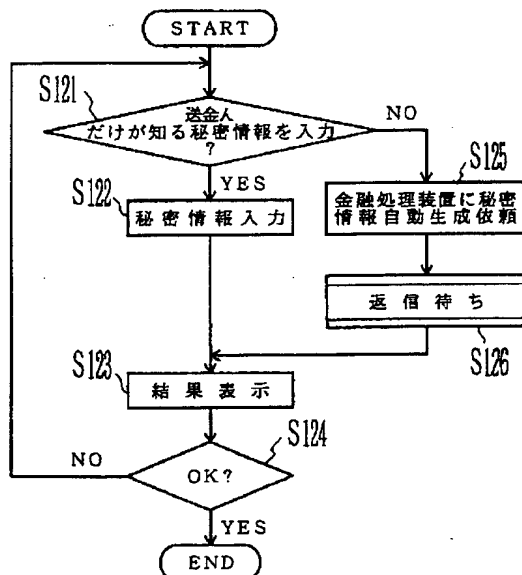 START
S121
送金人
だけが知る秘密情報を入力
?
NO
YES
S122
秘密情報入力
S125
金融処理装置に秘密
情報自動生成依頼
返信待ち
S126
S123
結果表示
S124
OK?
NO
YES
END